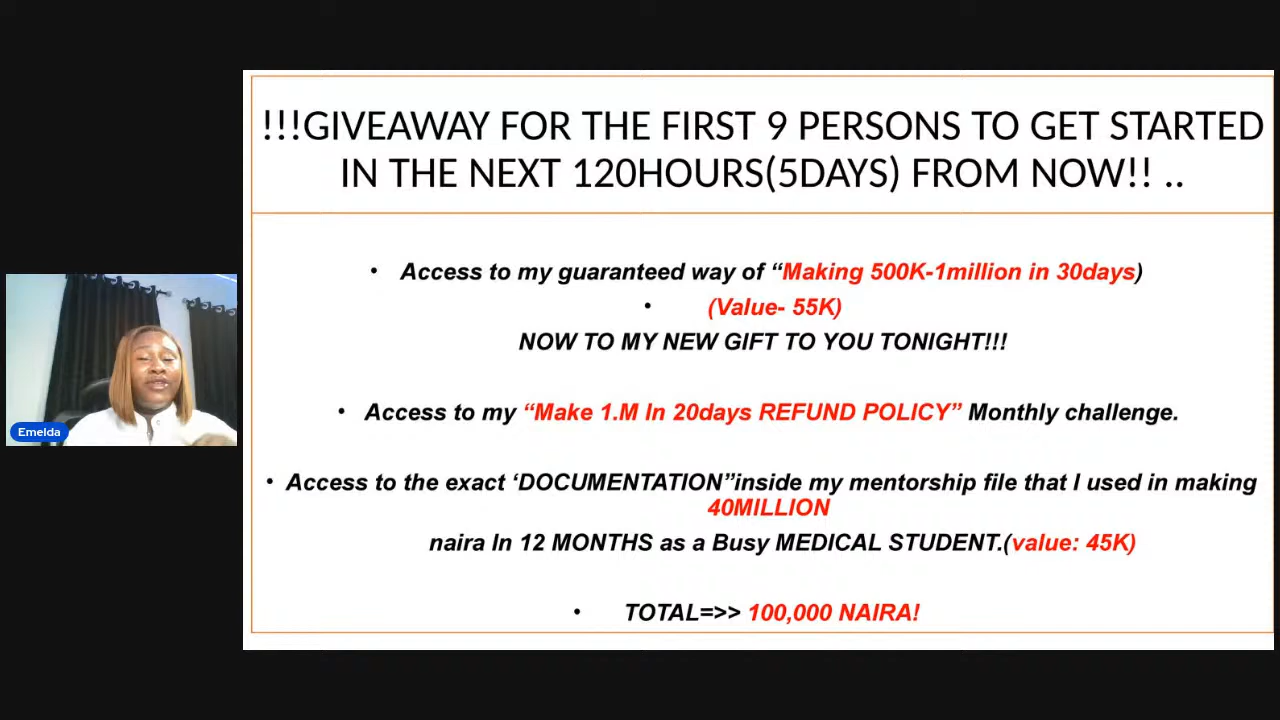 !!!GIVEAWAY FOR THE FIRST 9 PERSONS TO GET STARTED
IN THE NEXT 120HOURS(5DAYS) FROM NOW!! ..
• Access to my guaranteed way of “Making 500K-1million in 30days)
• (Value- 55K)
NOW TO MY NEW GIFT TO YOU TONIGHT!!!
• Access to my “Make 1.M In 20days REFUND POLICY” Monthly challenge.
• Access to the exact ‘DOCUMENTATION”inside my mentorship file that I used in making
40MILLION
naira In 12 MONTHS as a Busy MEDICAL STUDENT.(value: 45K)
• TOTAL=>> 100,000 NAIRA!
Emelda